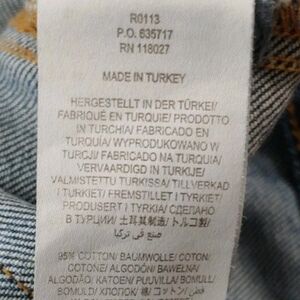 R0113
P.O. 635717
RN 118027
MADE IN TURKEY
HERGESTELLT IN DER TÜRKEI/
FABRIQUÉ EN TURQUIE/ PRODOTTO
IN TURCHIA/ FABRICADO EN
TURQUIA/ WYPRODUKOWANO W
TURCJI/ FABRICADO NA TURQUIA/
VERVAARDIGD IN TURKIJE/
VALMISTETTU TURKISSA/ TILLVERKAD
I TURKIET/ FREMSTILLET I TYRKIET/
PRODUSERT I TYRKIA/ СДЕЛАНО
В ТУРЦИИ/ 土耳其制造/ トルコ製/
صنع في تركيا
95% COTTON/ BAUMWOLLE/ COTON/
COTONE/ ALGODÓN/ BAWEŁNA/
ALGODÃO/ KATOEN/ PUUVILLA/ BOMULL/
BOMULD/ ХЛОПОК/ 棉/ コットン/ قطن/